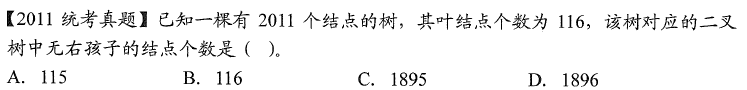 【2011 统考真题】已知一棵有 2011 个结点的树，其叶结点个数为 116，该树对应的二叉
树中无右孩子的结点个数是（ ）。
A. 115 B. 116 C. 1895 D. 1896